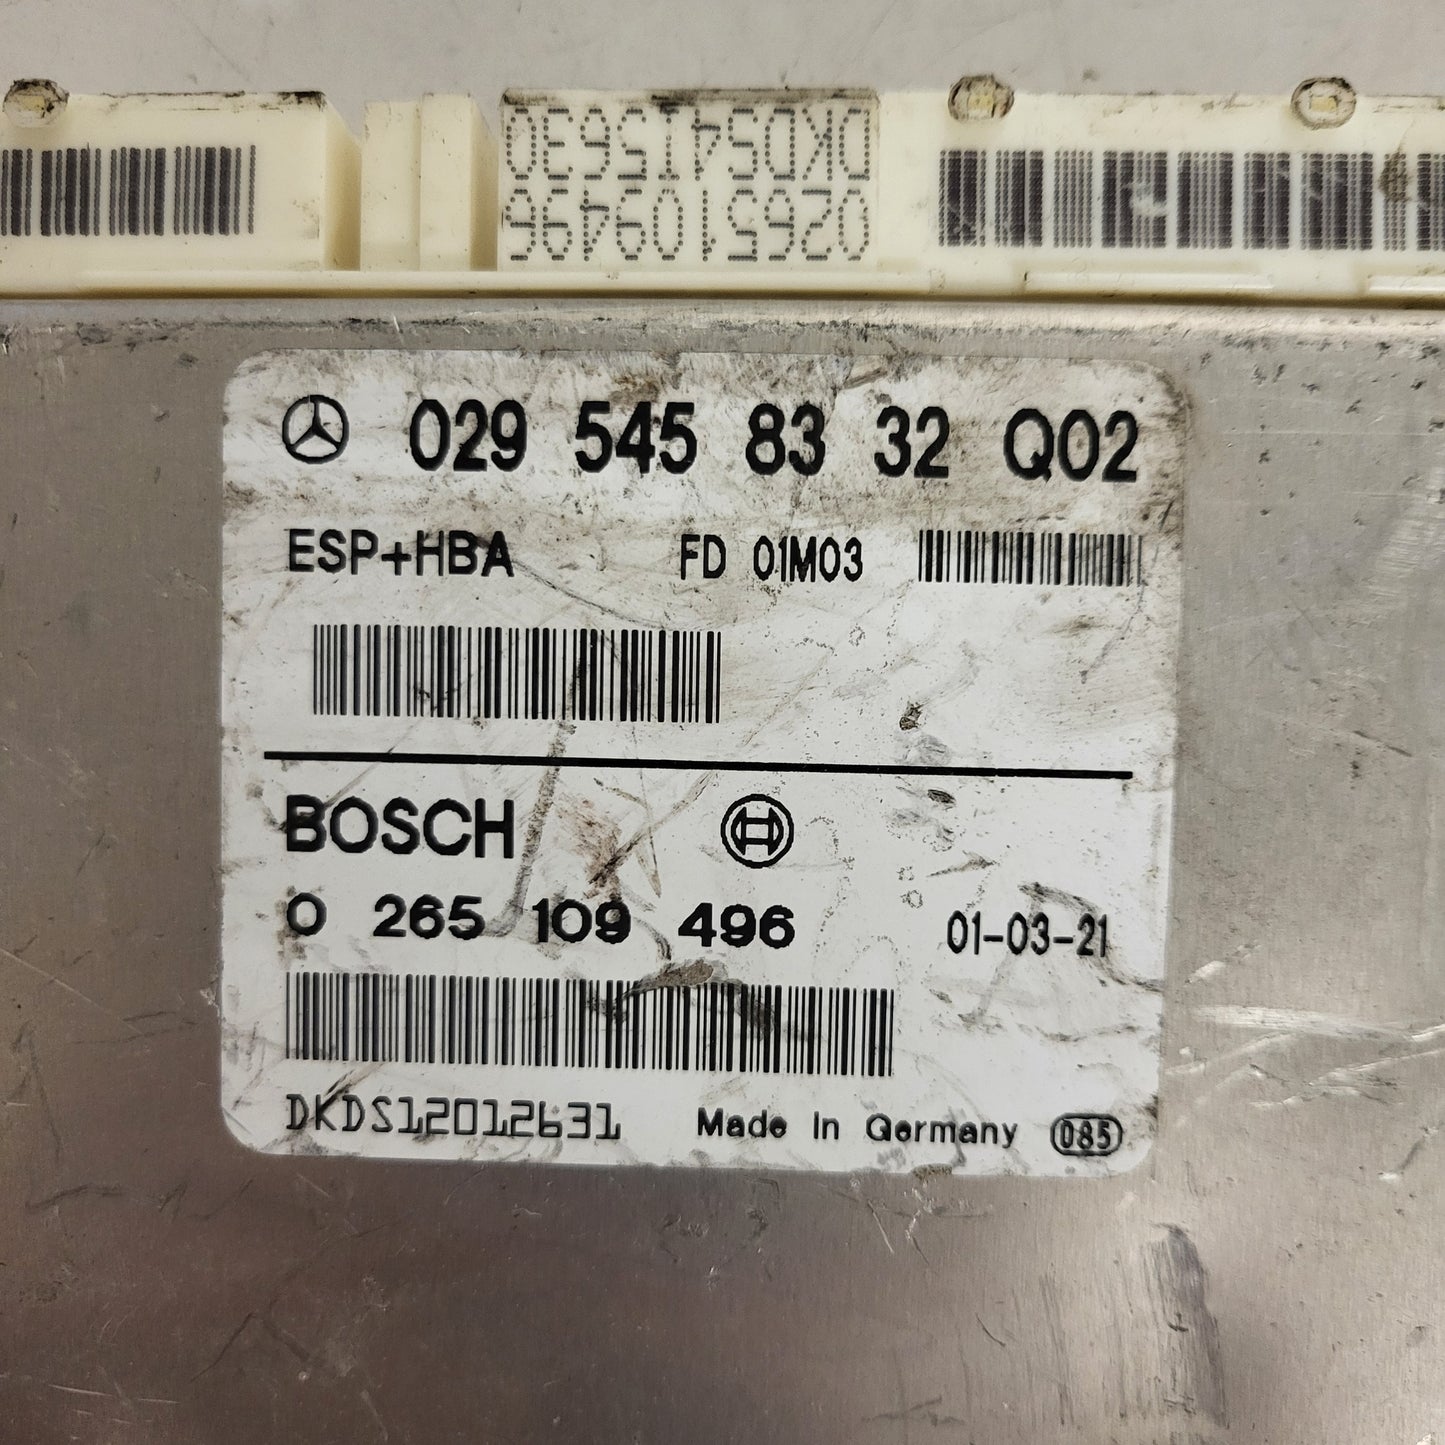 DKD5415630
0265109496
029 545 83 32 Q02
ESP+HBA FD 01M03
BOSCH
0 265 109 496 01-03-21
DKDS12012631 Made In Germany 085